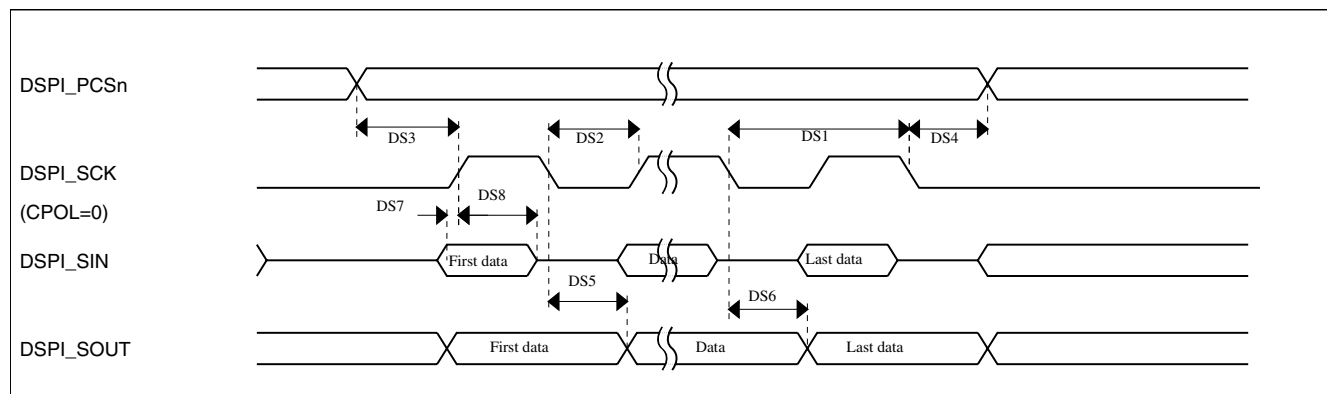 DSPI_PCSn
DS3
DS2
DS1
DS4
DSPI_SCK
(CPOL=0)
DS7
DS8
DSPI_SIN
First data
Data
Last data
DS5
DS6
DSPI_SOUT
First data
Data
Last data